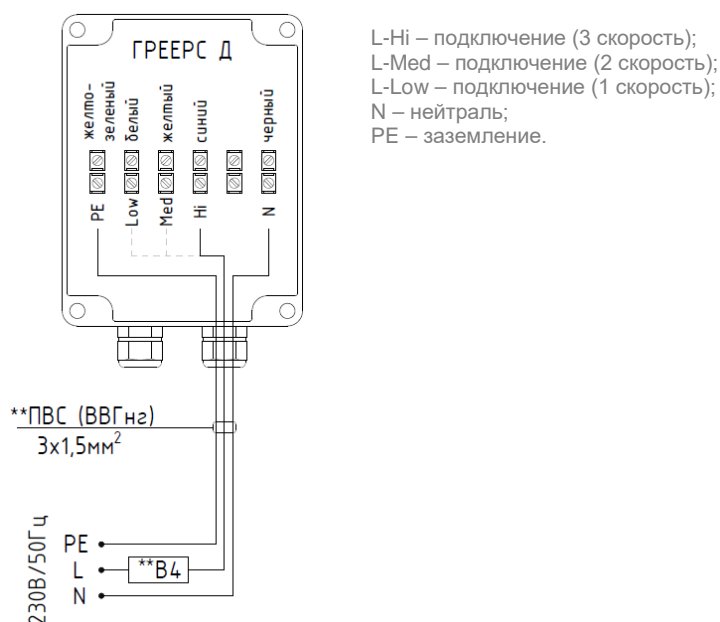 ГРЕЕРС Д
желто-
зеленый
белый
желтый
синий
черный
PE
Low
Med
Hi
N
**ПВС (ВВГнг)
3х1,5мм²
230В/50Гц
PE
L
**В4
N
L-Hi – подключение (3 скорость);
L-Med – подключение (2 скорость);
L-Low – подключение (1 скорость);
N – нейтраль;
PE – заземление.